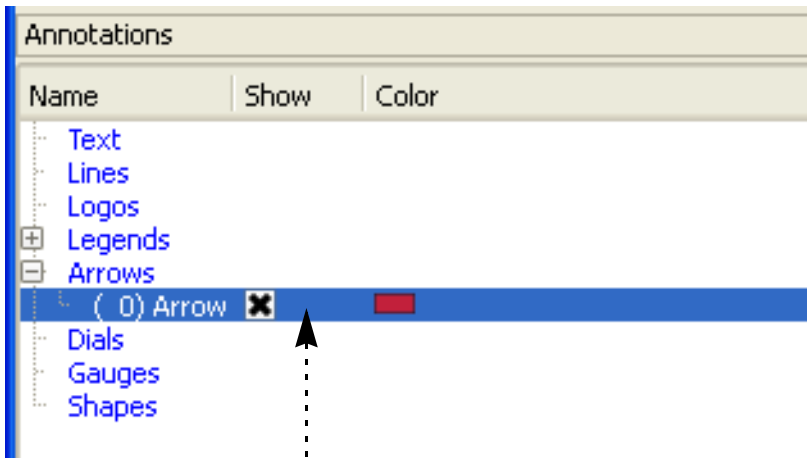 Annotations
Name Show Color
Text
Lines
Logos
Legends
Arrows
( 0) Arrow
Dials
Gauges
Shapes